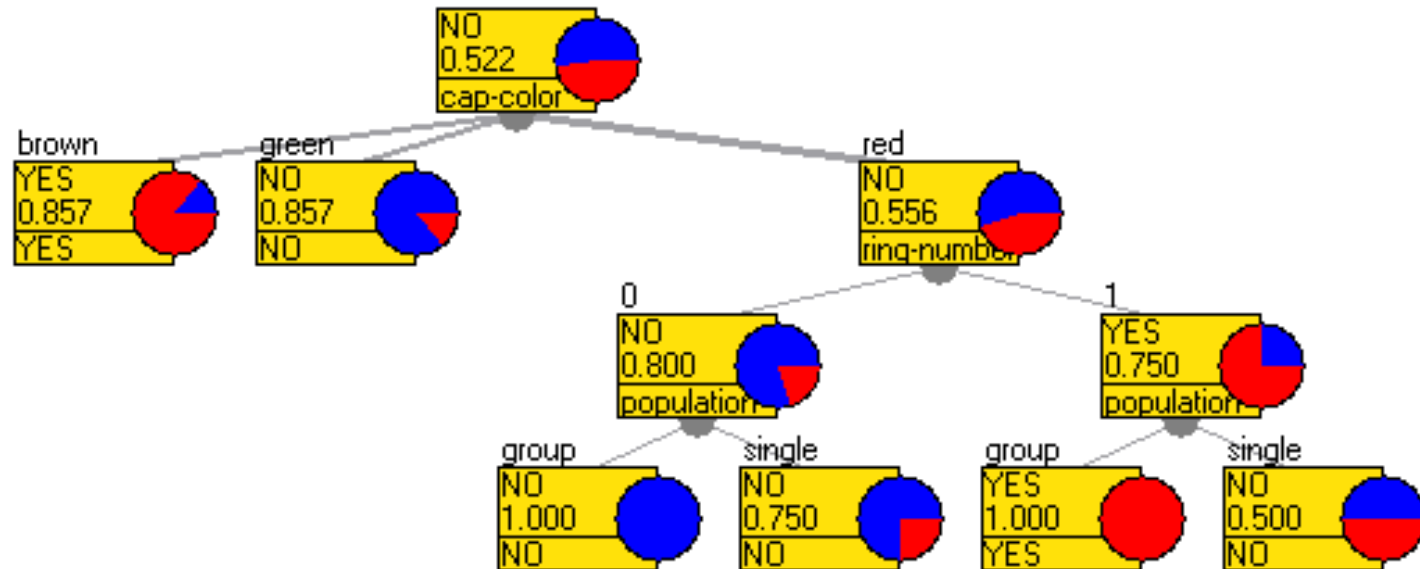 NO
0.522
cap-color
brown
YES
0.857
YES
green
NO
0.857
NO
red
NO
0.556
ring-number
0
NO
0.800
population
1
YES
0.750
population
group
NO
1.000
NO
single
NO
0.750
NO
group
YES
1.000
YES
single
NO
0.500
NO